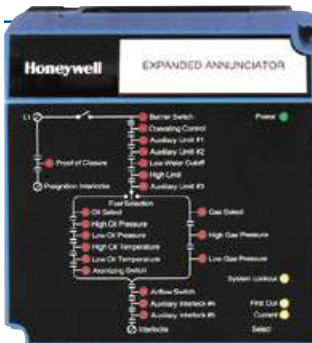 Honeywell
EXPANDED ANNUNCIATOR
L1
Burner Switch
Power
Operating Control
Auxiliary Limit #1
Auxiliary Limit #2
Proof of Closure
Low Water Cutoff
High Limit
Preignition Interlocks
Auxiliary Limit #3
Fuel Selection
Oil Select
Gas Select
High Oil Pressure
Low Oil Pressure
High Gas Pressure
High Oil Temperature
Low Oil Temperature
Low Gas Pressure
Atomizing Switch
System Lockout
Airflow Switch
Auxiliary Interlock #4
First Out
Auxiliary Interlock #5
Current
Interlocks
Select